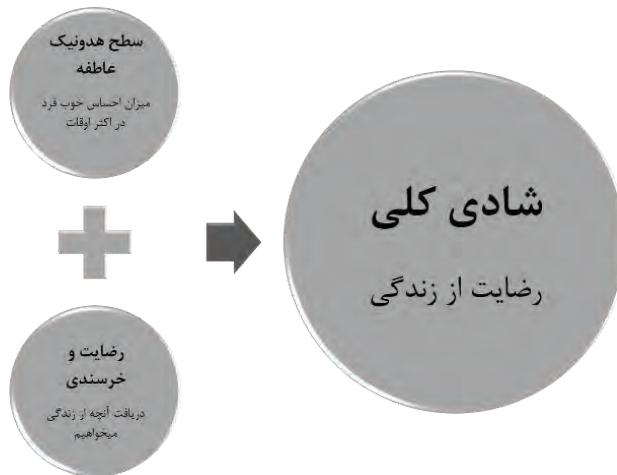 سطح هدونیک
عاطفه
میزان احساس خوب فرد
در اکثر اوقات
رضایت و
خرسندی
دریافت آنچه از زندگی
میخواهیم
شادی کلی
رضایت از زندگی